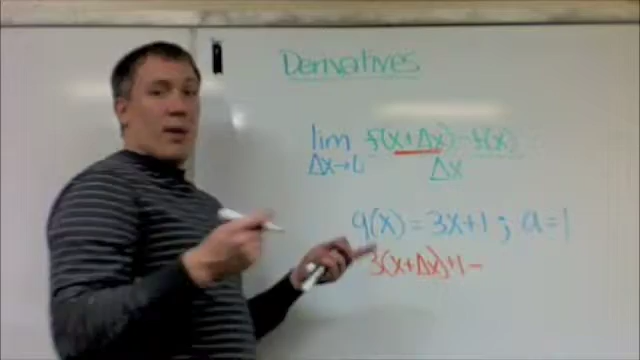 Derivatives
lim f(x+Δx)-f(x)
Δx→0 Δx
g(x)=3x+1; a=1
3(x+Δx)+1-